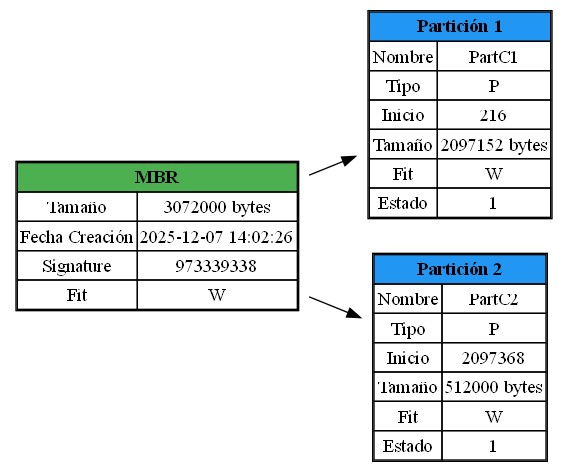 MBR
Tamaño 3072000 bytes
Fecha Creación 2025-12-07 14:02:26
Signature 973339338
Fit W
Partición 1
Nombre PartC1
Tipo P
Inicio 216
Tamaño 2097152 bytes
Fit W
Estado 1
Partición 2
Nombre PartC2
Tipo P
Inicio 2097368
Tamaño 512000 bytes
Fit W
Estado 1